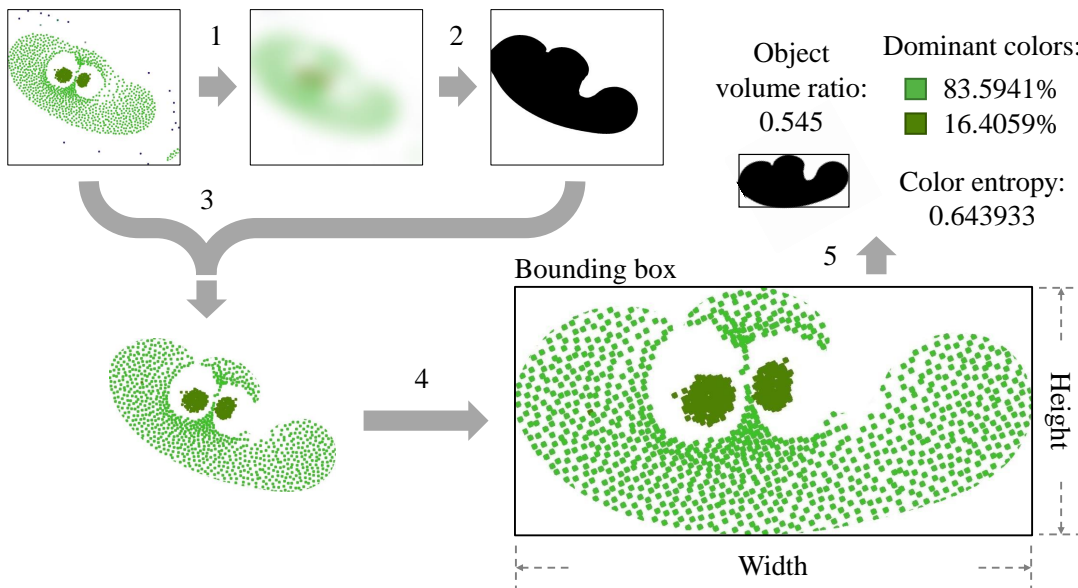 1
2
3
Object
volume ratio:
0.545
Dominant colors:
83.5941%
16.4059%
Color entropy:
0.643933
5
4
Bounding box
Height
Width